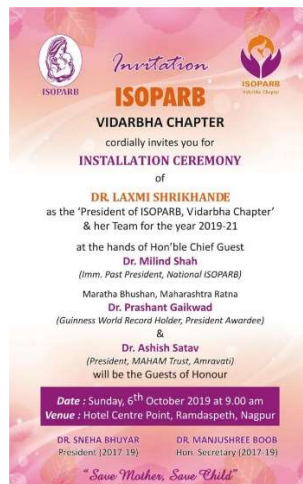 Invitation
ISOPARB
ISOPARB
Vidarbha Chapter
ISOPARB
VIDARBHA CHAPTER
cordially invites you for
INSTALLATION CEREMONY
of
DR. LAXMI SHRIKHANDE
as the 'President of ISOPARB, Vidarbha Chapter'
& her Team for the year 2019-21
at the hands of Hon'ble Chief Guest
Dr. Milind Shah
(Imm. Past President, National ISOPARB)
Maratha Bhushan, Maharashtra Ratna
Dr. Prashant Gaikwad
(Guinness World Record Holder, President Awardee)
&
Dr. Ashish Satav
(President, MAHAM Trust, Amravati)
will be the Guests of Honour
Date : Sunday, 6th October 2019 at 9.00 am
Venue : Hotel Centre Point, Ramdaspeth, Nagpur
DR. SNEHA BHUYAR DR. MANJUSHREE BOOB
President (2017-19) Hon. Secretary (2017-19)
"Save Mother, Save Child"